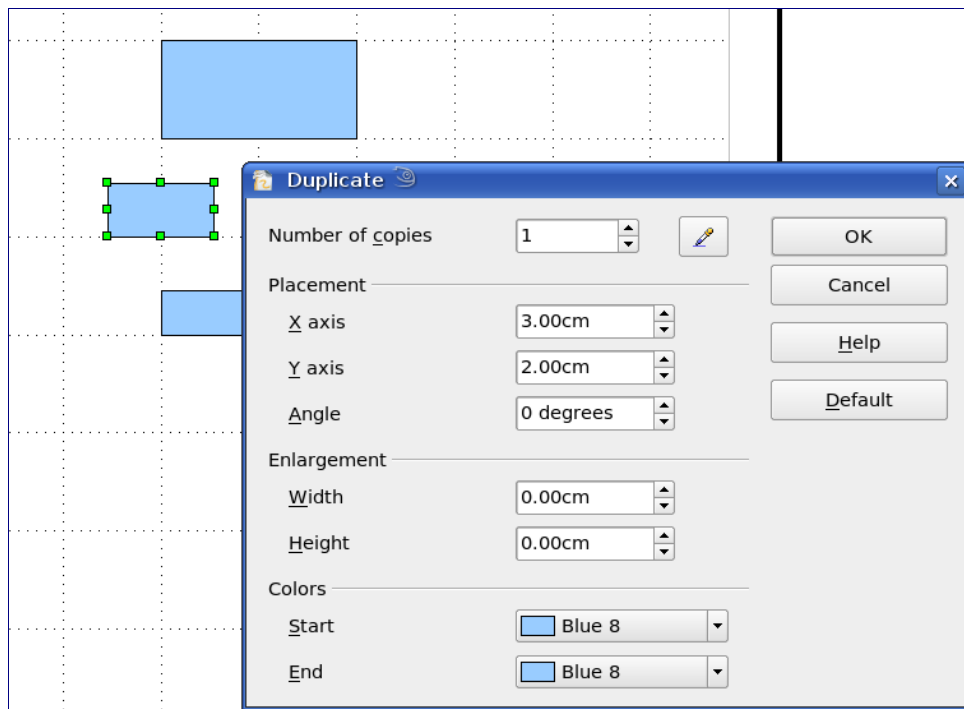 Duplicate
Number of copies 1 OK
Placement Cancel
X axis 3.00cm
Help
Y axis 2.00cm
Default
Angle 0 degrees
Enlargement
Width 0.00cm
Height 0.00cm
Colors
Start Blue 8
End Blue 8